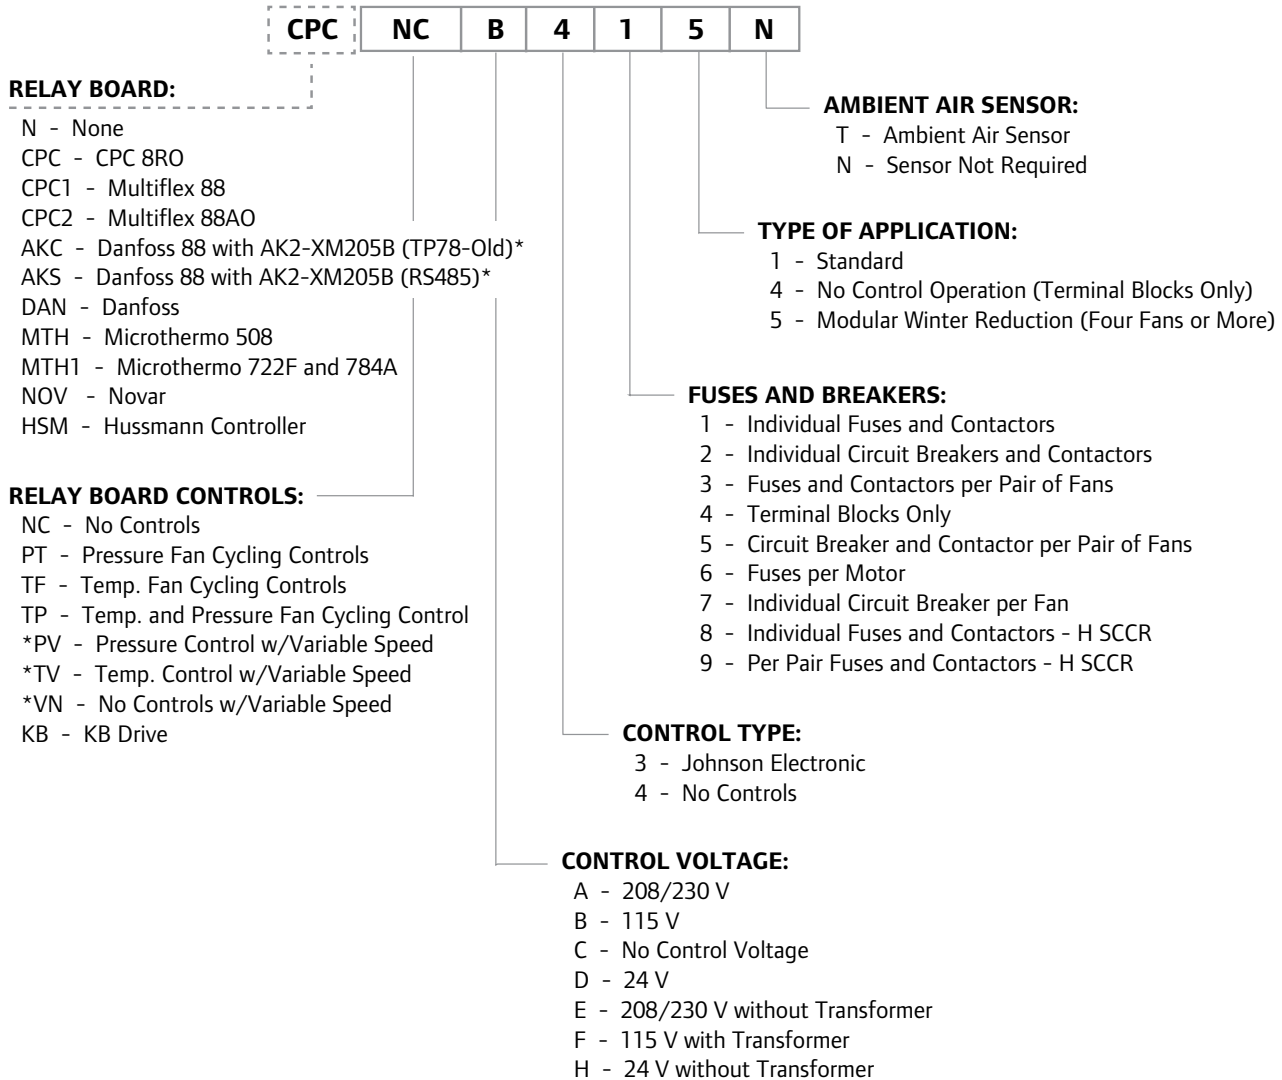 CPC NC B 4 1 5 N
RELAY BOARD:
N - None
CPC - CPC 8RO
CPC1 - Multiflex 88
CPC2 - Multiflex 88AO
AKC - Danfoss 88 with AK2-XM205B (TP78-Old)*
AKS - Danfoss 88 with AK2-XM205B (RS485)*
DAN - Danfoss
MTH - Microthermo 508
MTH1 - Microthermo 722F and 784A
NOV - Novar
HSM - Hussmann Controller
RELAY BOARD CONTROLS:
NC - No Controls
PT - Pressure Fan Cycling Controls
TF - Temp. Fan Cycling Controls
TP - Temp. and Pressure Fan Cycling Control
*PV - Pressure Control w/Variable Speed
*TV - Temp. Control w/Variable Speed
*VN - No Controls w/Variable Speed
KB - KB Drive
AMBIENT AIR SENSOR:
T - Ambient Air Sensor
N - Sensor Not Required
TYPE OF APPLICATION:
1 - Standard
4 - No Control Operation (Terminal Blocks Only)
5 - Modular Winter Reduction (Four Fans or More)
FUSES AND BREAKERS:
1 - Individual Fuses and Contactors
2 - Individual Circuit Breakers and Contactors
3 - Fuses and Contactors per Pair of Fans
4 - Terminal Blocks Only
5 - Circuit Breaker and Contactor per Pair of Fans
6 - Fuses per Motor
7 - Individual Circuit Breaker per Fan
8 - Individual Fuses and Contactors - H SCCR
9 - Per Pair Fuses and Contactors - H SCCR
CONTROL TYPE:
3 - Johnson Electronic
4 - No Controls
CONTROL VOLTAGE:
A - 208/230 V
B - 115 V
C - No Control Voltage
D - 24 V
E - 208/230 V without Transformer
F - 115 V with Transformer
H - 24 V without Transformer